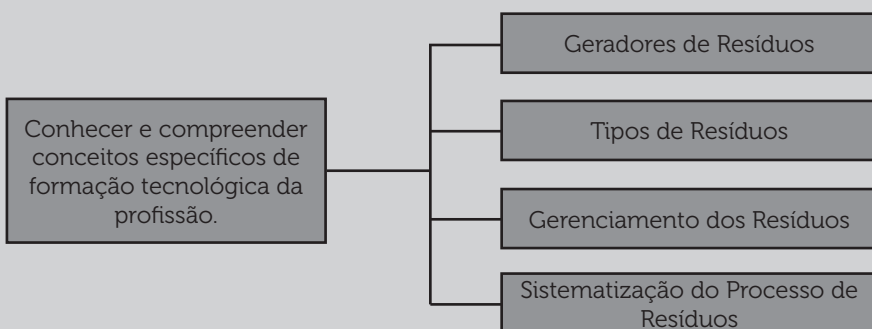 Conhecer e compreender
conceitos específicos de
formação tecnológica da
profissão.
Geradores de Resíduos
Tipos de Resíduos
Gerenciamento dos Resíduos
Sistematização do Processo de
Resíduos